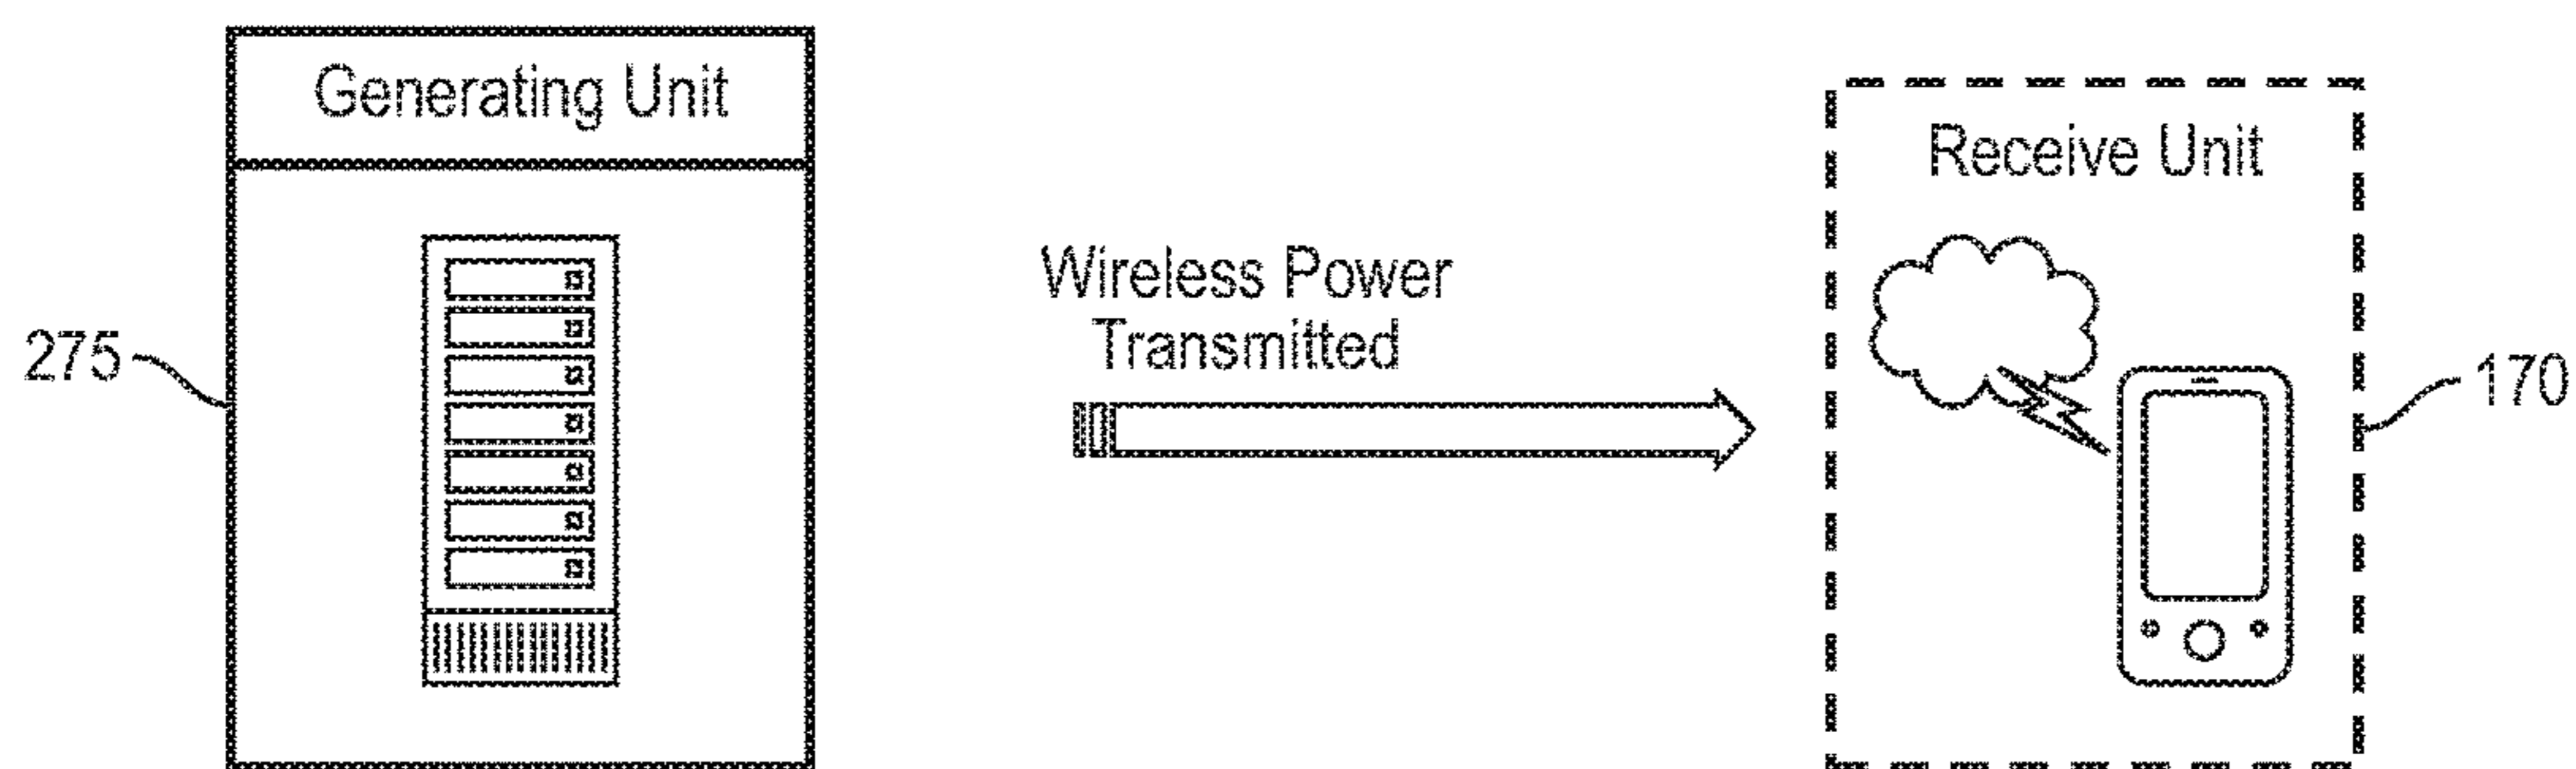 Generating Unit
Receive Unit
Wireless Power
Transmitted
275
170